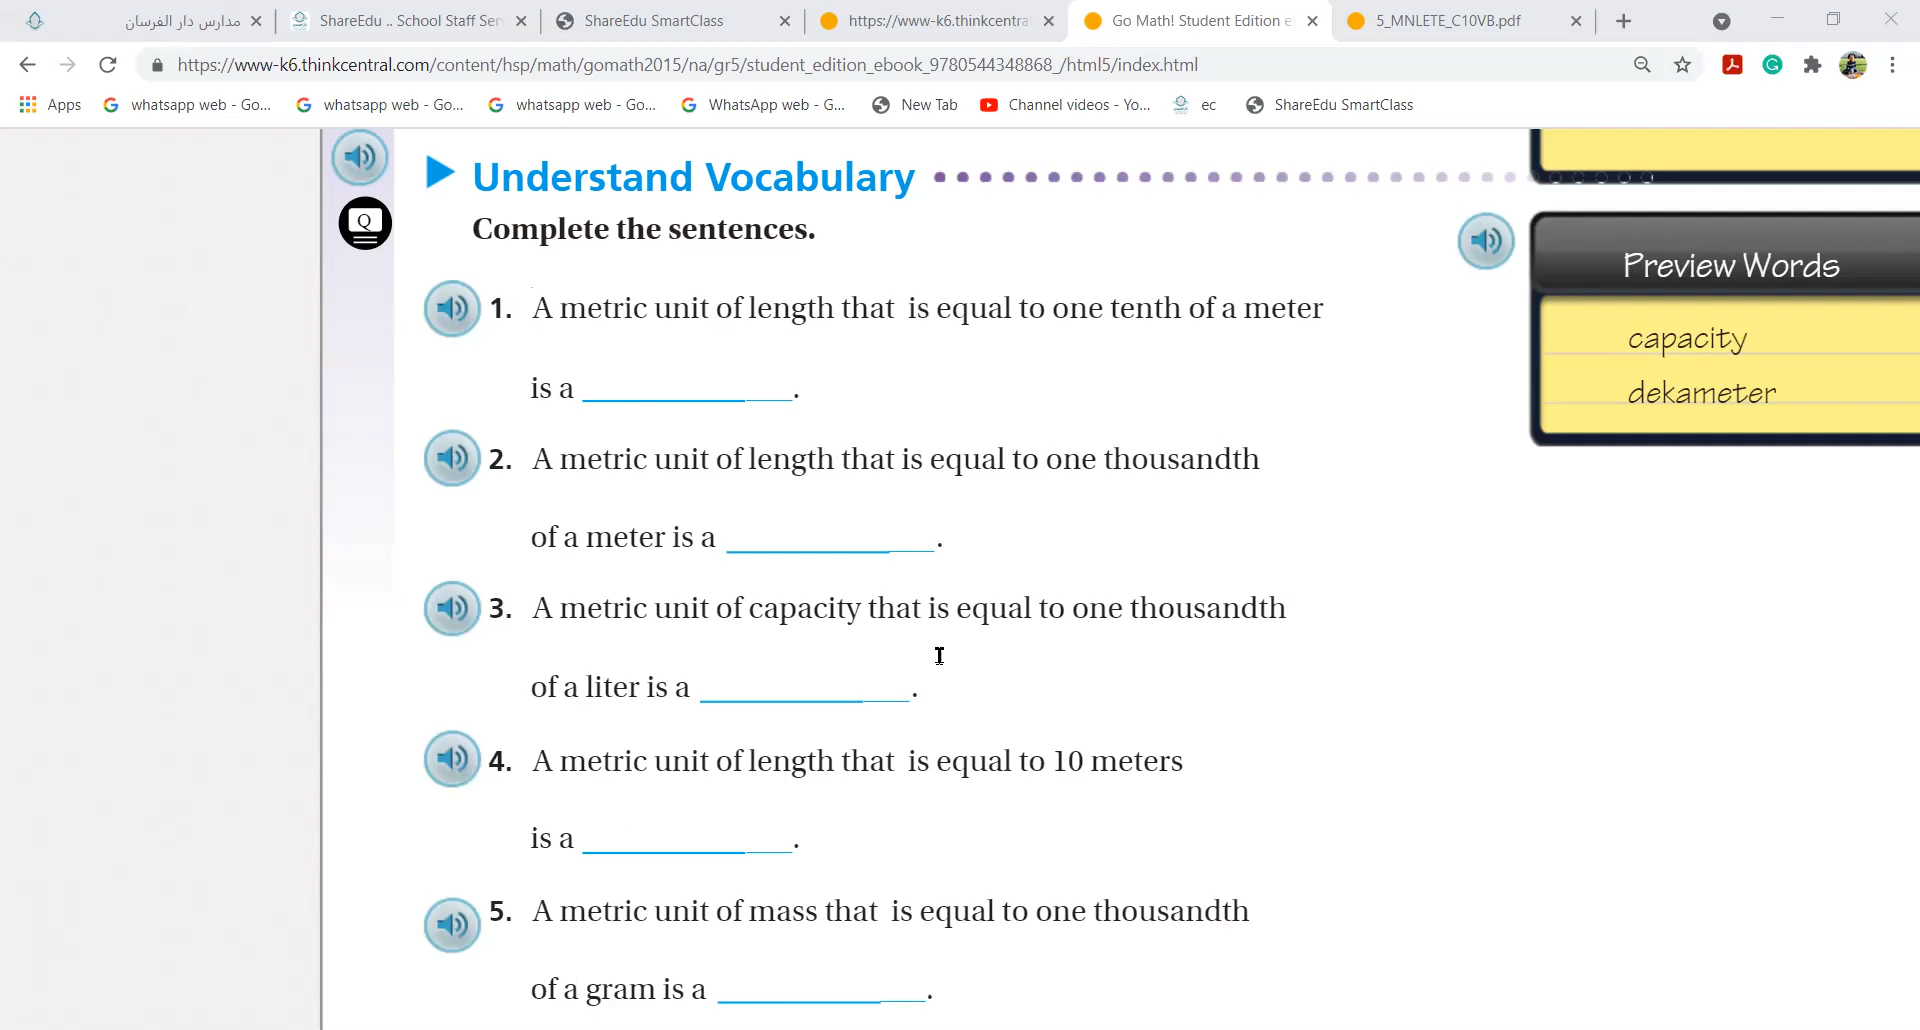 مدارس دار الفرسان
ShareEdu .. School Staff Ser
ShareEdu SmartClass
https://www-k6.thinkcentra
Go Math! Student Edition e
5_MNLETE_C10VB.pdf
https://www-k6.thinkcentral.com/content/hsp/math/gomath2015/na/gr5/student_edition_ebook_9780544348868_/html5/index.html
Apps
whatsapp web - Go...
whatsapp web - Go...
whatsapp web - Go...
WhatsApp web - G...
New Tab
Channel videos - Yo...
ec
ShareEdu SmartClass
Understand Vocabulary
Q
Complete the sentences.
1. A metric unit of length that is equal to one tenth of a meter
is a ____________.
2. A metric unit of length that is equal to one thousandth
of a meter is a ____________.
3. A metric unit of capacity that is equal to one thousandth
of a liter is a ____________.
4. A metric unit of length that is equal to 10 meters
is a ____________.
5. A metric unit of mass that is equal to one thousandth
of a gram is a ____________.
Preview Words
capacity
dekameter